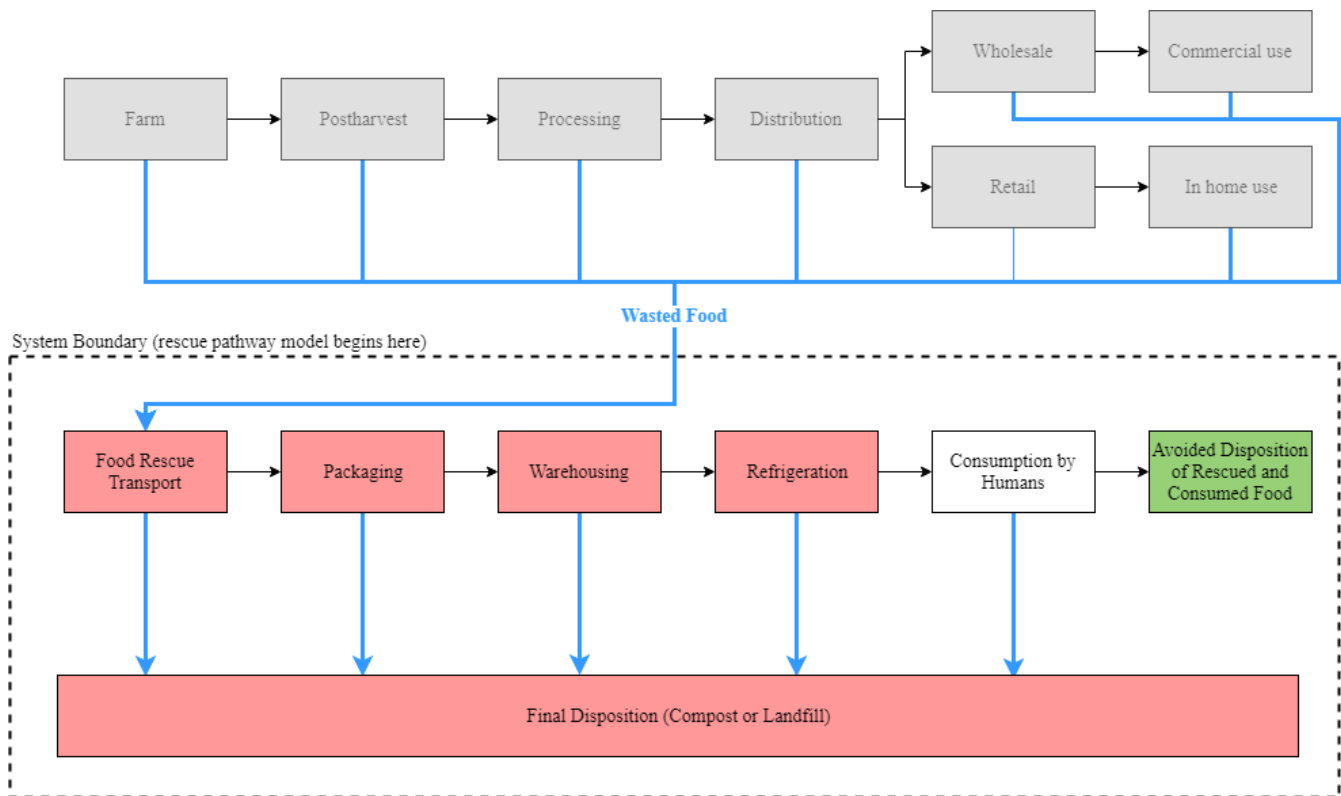 Wholesale
Commercial use
Farm
Postharvest
Processing
Distribution
Retail
In home use
Wasted Food
System Boundary (rescue pathway model begins here)
Food Rescue
Transport
Packaging
Warehousing
Refrigeration
Consumption by
Humans
Avoided Disposition
of Rescued and
Consumed Food
Final Disposition (Compost or Landfill)